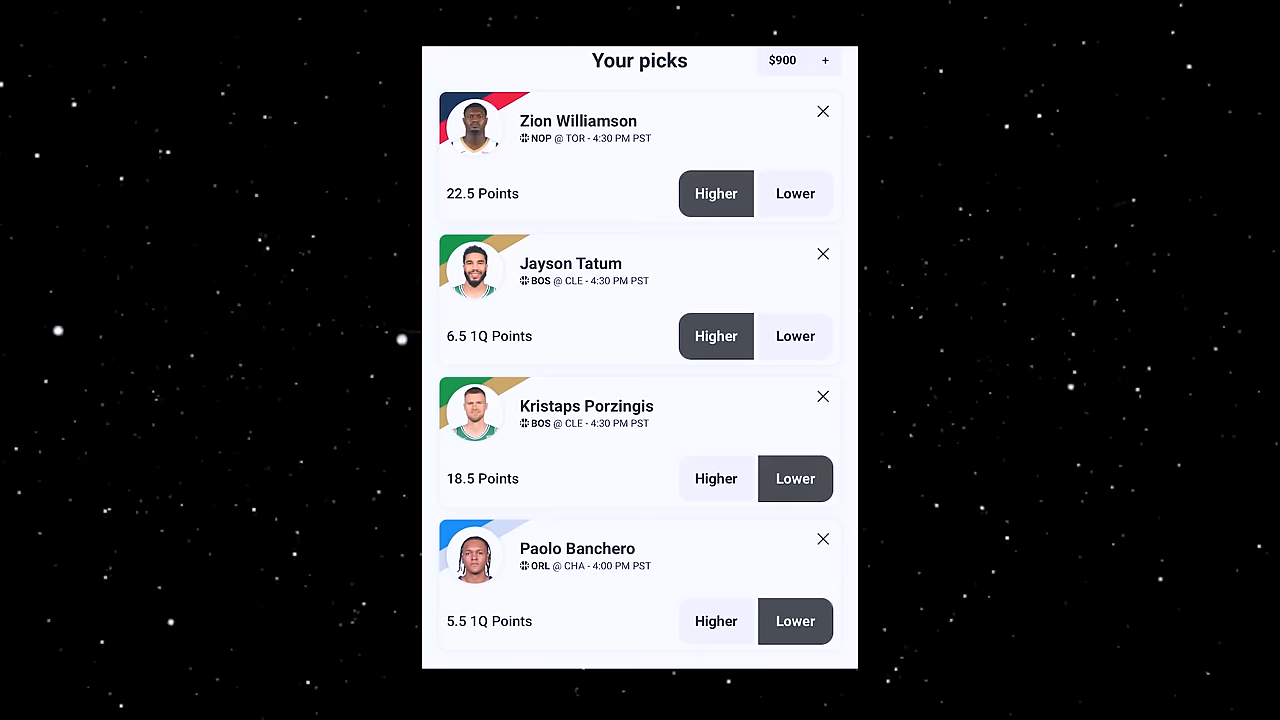 Your picks
$900 +
Zion Williamson
NOP @ TOR - 4:30 PM PST
22.5 Points
Higher
Lower
Jayson Tatum
BOS @ CLE - 4:30 PM PST
6.5 1Q Points
Higher
Lower
Kristaps Porzingis
BOS @ CLE - 4:30 PM PST
18.5 Points
Higher
Lower
Paolo Banchero
ORL @ CHA - 4:00 PM PST
5.5 1Q Points
Higher
Lower